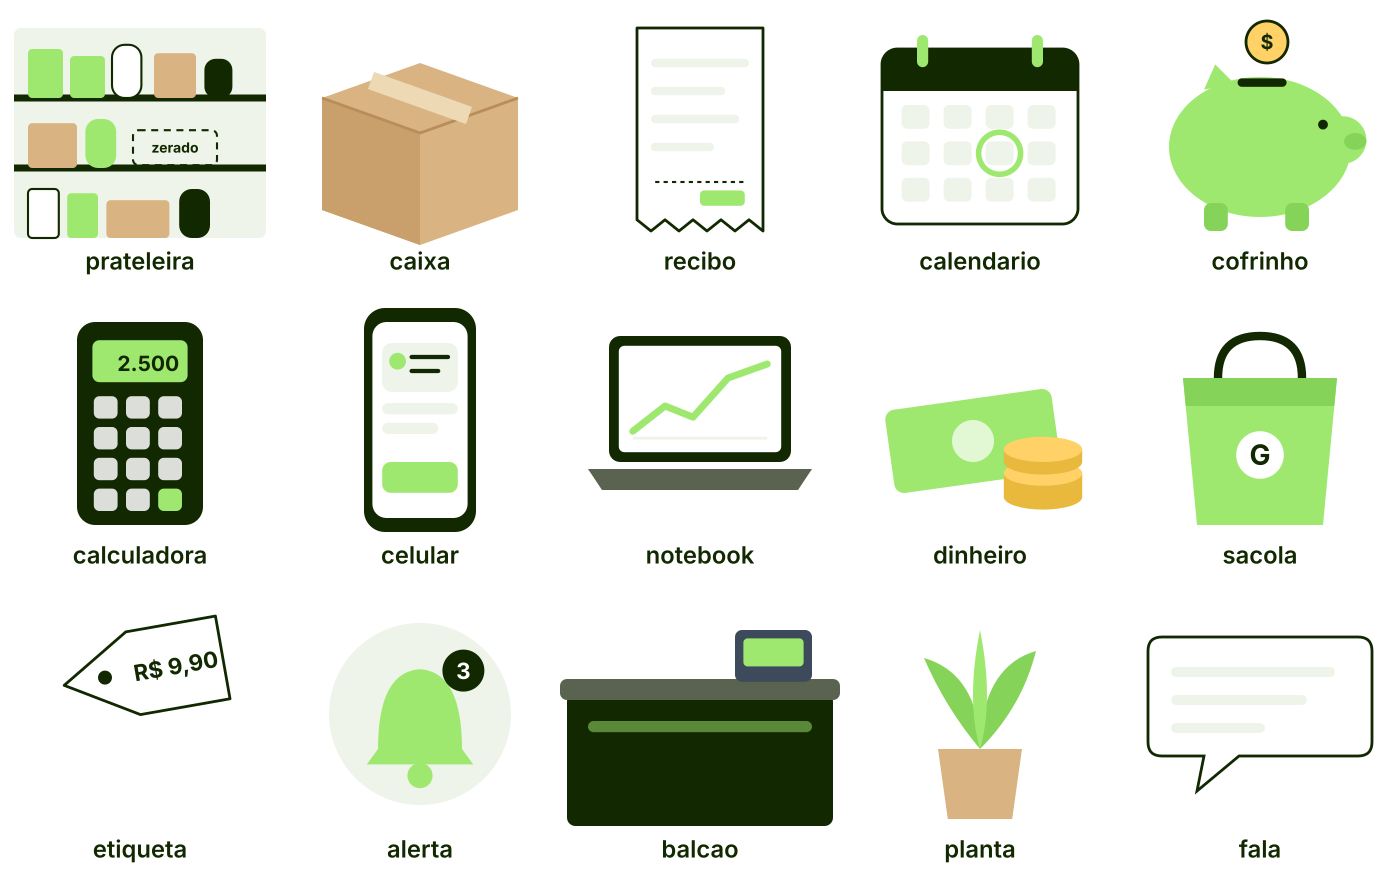 $
zerado
prateleira
caixa
recibo
calendario
cofrinho
2.500
G
calculadora
celular
notebook
dinheiro
sacola
R$ 9,90
3
etiqueta
alerta
balcao
planta
fala